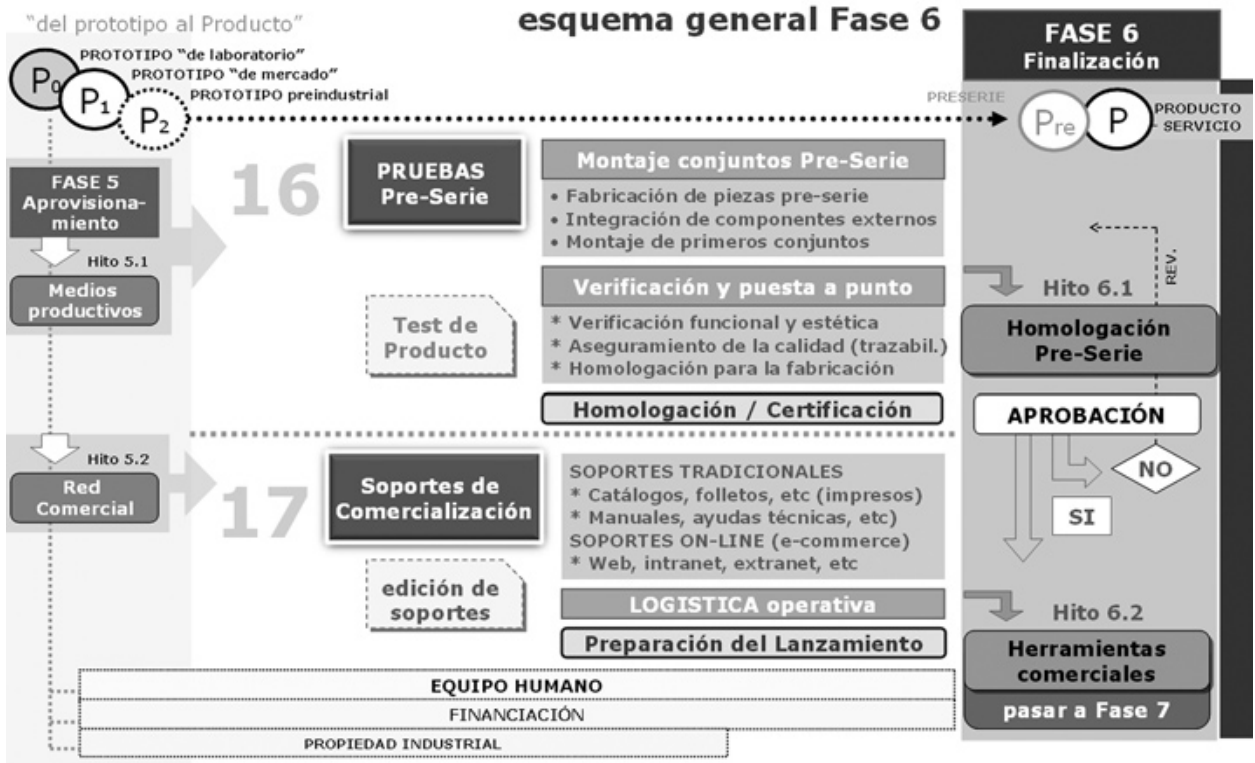 "del prototipo al Producto"
esquema general Fase 6
FASE 6
Finalización
PROTOTIPO "de laboratorio"
PROTOTIPO "de mercado"
PROTOTIPO preindustrial
P0
P1
P2
PRESERIE
Pre
P
PRODUCTO
- SERVICIO
FASE 5
Aprovisiona-
miento
Hito 5.1
Medios
productivos
16
PRUEBAS
Pre-Serie
Montaje conjuntos Pre-Serie
• Fabricación de piezas pre-serie
• Integración de componentes externos
• Montaje de primeros conjuntos
Test de
Producto
Verificación y puesta a punto
* Verificación funcional y estética
* Aseguramiento de la calidad (trazabil.)
* Homologación para la fabricación
Homologación / Certificación
REV.
Hito 6.1
Homologación
Pre-Serie
APROBACIÓN
NO
SI
Hito 5.2
Red
Comercial
17
Soportes de
Comercialización
SOPORTES TRADICIONALES
* Catálogos, folletos, etc (impresos)
* Manuales, ayudas técnicas, etc)
SOPORTES ON-LINE (e-commerce)
* Web, intranet, extranet, etc
edición de
soportes
LOGISTICA operativa
Preparación del Lanzamiento
Hito 6.2
Herramientas
comerciales
pasar a Fase 7
EQUIPO HUMANO
FINANCIACIÓN
PROPIEDAD INDUSTRIAL